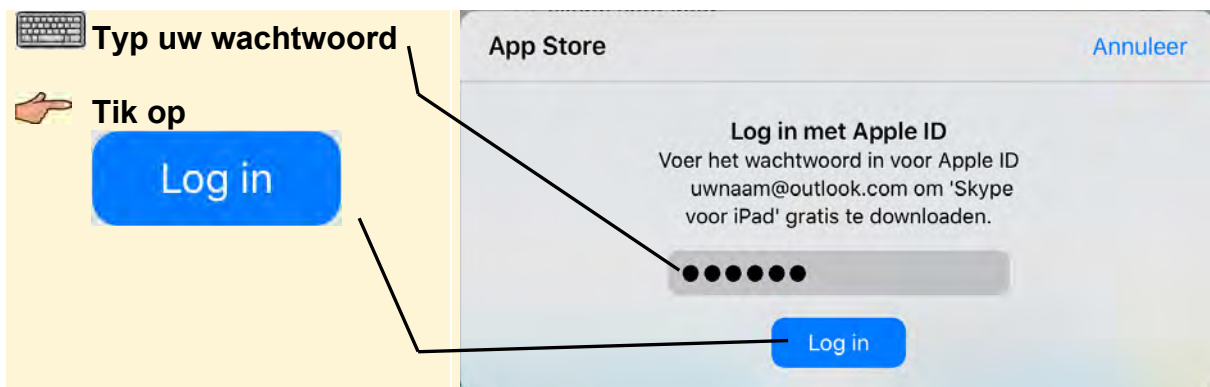 Typ uw wachtwoord
Tik op
Log in
App Store
Annuleer
Log in met Apple ID
Voer het wachtwoord in voor Apple ID
uwnaam@outlook.com om 'Skype
voor iPad' gratis te downloaden.
●●●●●●
Log in